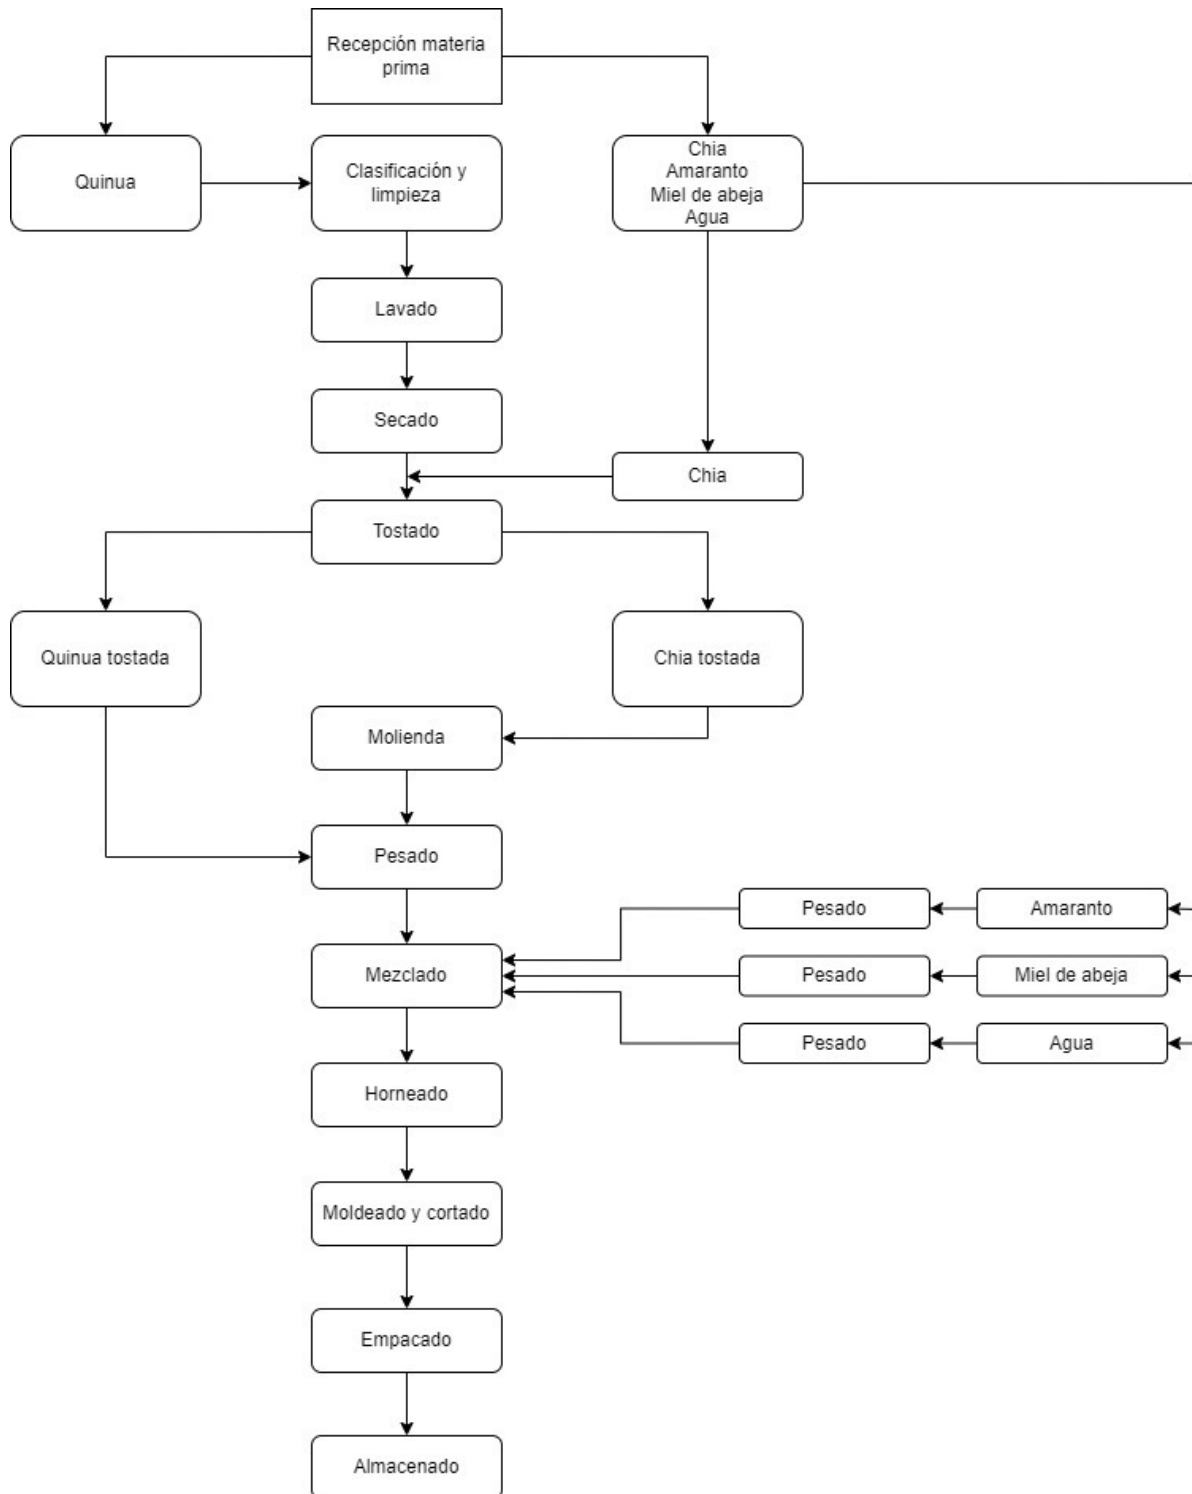 Recepción materia
prima
Quinua
Clasificación y
limpieza
Chia
Amaranto
Miel de abeja
Agua
Lavado
Secado
Chia
Tostado
Quinua tostada
Chia tostada
Molienda
Pesado
Pesado
Amaranto
Mezclado
Pesado
Miel de abeja
Pesado
Agua
Horneado
Moldeado y cortado
Empacado
Almacenado